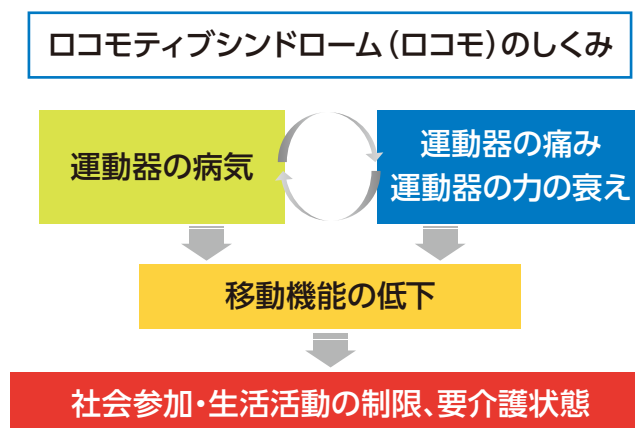 ロコモティブシンドローム(ロコモ)のしくみ
運動器の病気
運動器の痛み
運動器の力の衰え
移動機能の低下
社会参加・生活活動の制限、要介護状態